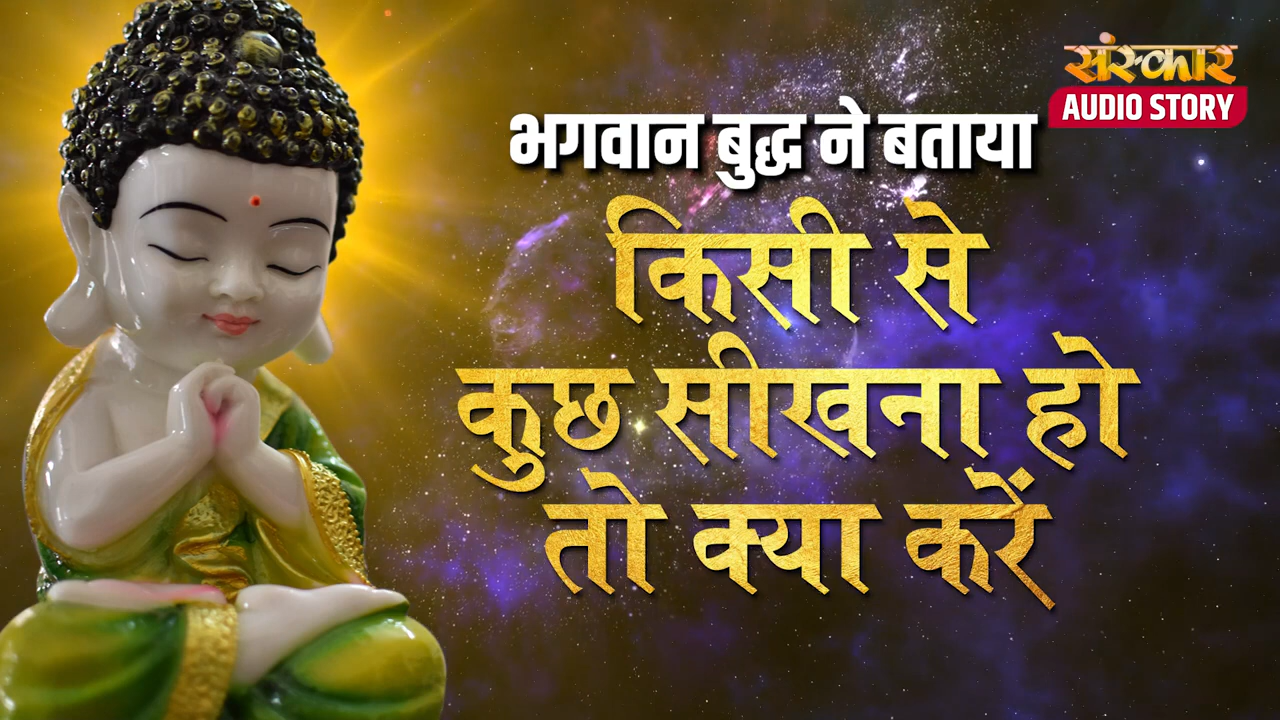 संस्कार
AUDIO STORY
भगवान बुद्ध ने बताया
किसी से
कुछ सीखना हो
तो क्या करें